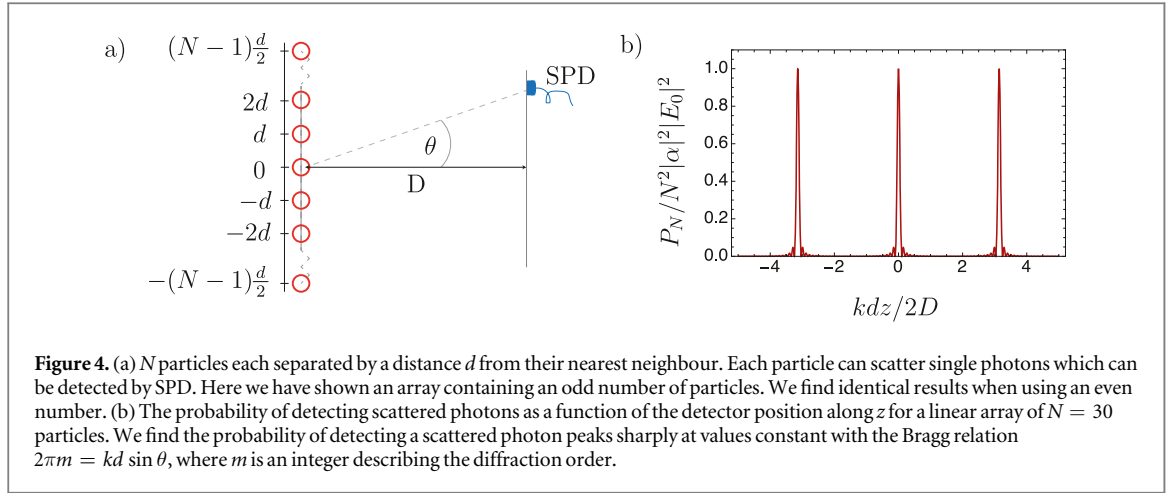 a)
(N − 1)d/2
2d
d
0
−d
−2d
−(N − 1)d/2
θ
D
SPD
b)
P_N/N²|α|²|E₀|²
1.0
0.8
0.6
0.4
0.2
0.0
−4 −2 0 2 4
kdz/2D
Figure 4. (a) N particles each separated by a distance d from their nearest neighbour. Each particle can scatter single photons which can
be detected by SPD. Here we have shown an array containing an odd number of particles. We find identical results when using an even
number. (b) The probability of detecting scattered photons as a function of the detector position along z for a linear array of N = 30
particles. We find the probability of detecting a scattered photon peaks sharply at values constant with the Bragg relation
2πm = kd sin θ, where m is an integer describing the diffraction order.